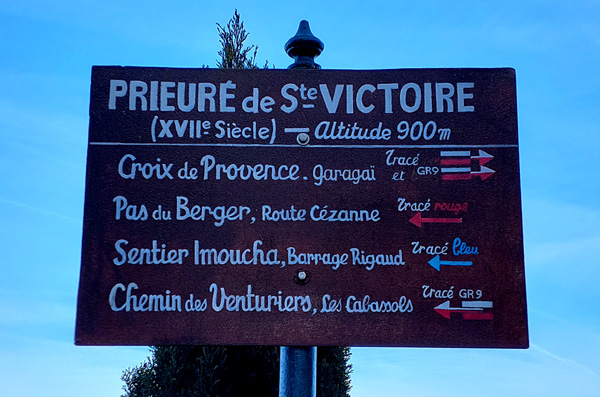 PRIEURÉ de Ste VICTOIRE
(XVIIe Siècle) — Altitude 900m
Croix de Provence. Garagaï Tracé et GR9
Pas du Berger, Route Cézanne Tracé rouge
Sentier Imoucha, Barrage Rigaud Tracé bleu
Chemin des Venturiers, Les Cabassols Tracé GR9